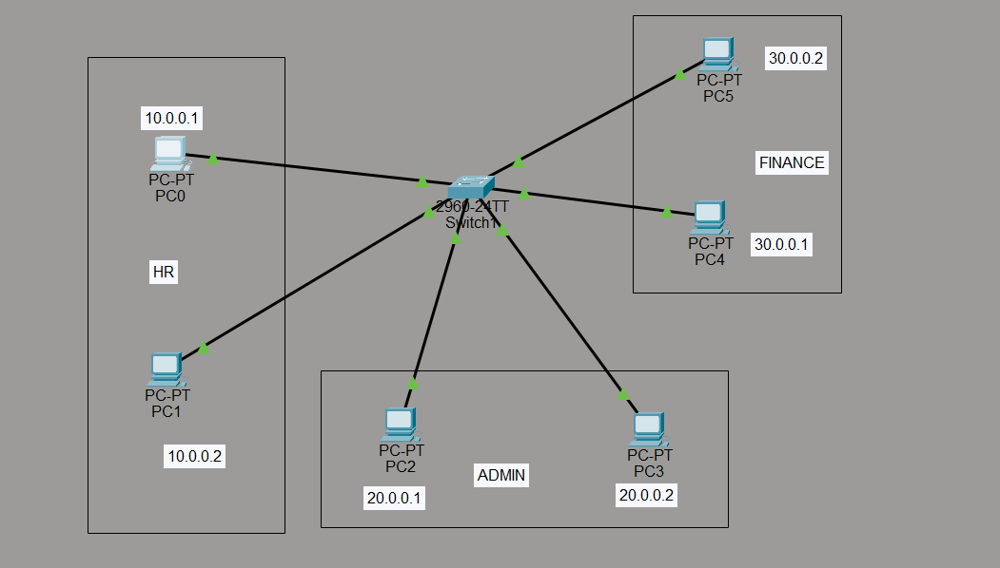 10.0.0.1
PC-PT
PC0
HR
PC-PT
PC1
10.0.0.2
2960-24TT
Switch1
PC-PT
PC5
30.0.0.2
FINANCE
PC-PT
PC4
30.0.0.1
PC-PT
PC2
20.0.0.1
ADMIN
PC-PT
PC3
20.0.0.2